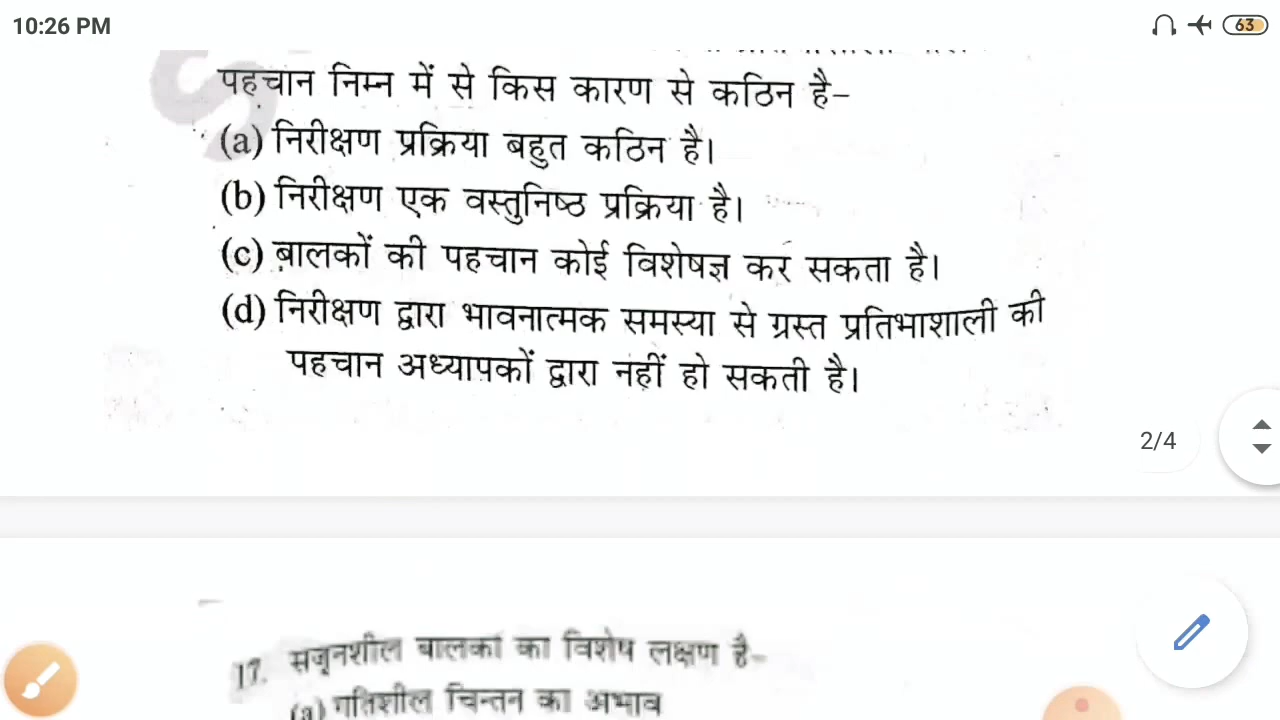 10:26 PM
63
पहचान निम्न में से किस कारण से कठिन है-
(a) निरीक्षण प्रक्रिया बहुत कठिन है।
(b) निरीक्षण एक वस्तुनिष्ठ प्रक्रिया है।
(c) बालकों की पहचान कोई विशेषज्ञ कर सकता है।
(d) निरीक्षण द्वारा भावनात्मक समस्या से ग्रस्त प्रतिभाशाली की
पहचान अध्यापकों द्वारा नहीं हो सकती है।
2/4
17. सृजनशील बालकों का विशेष लक्षण है-
(a) गतिशील चिन्तन का अभाव